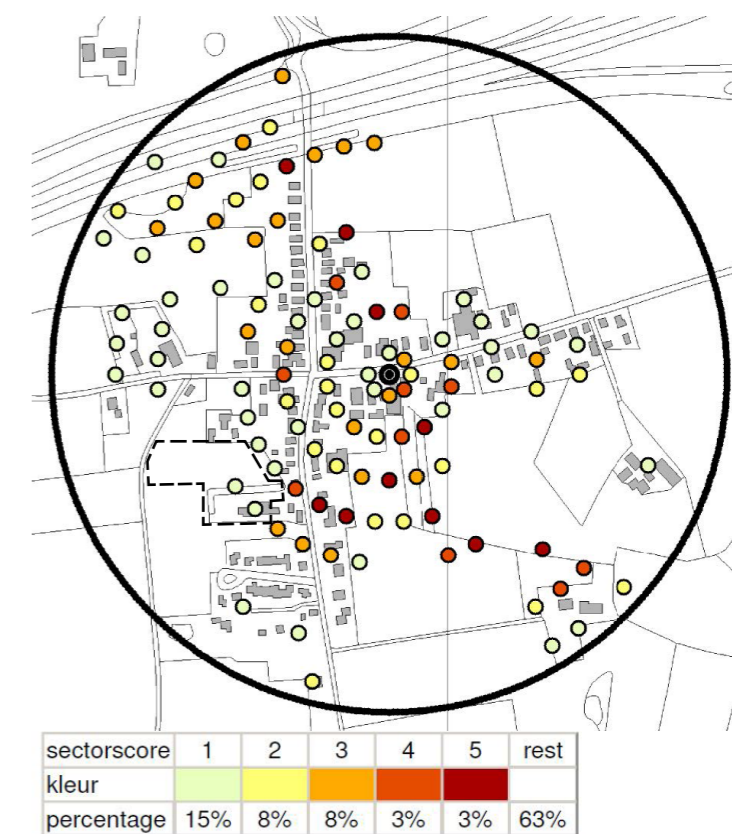 sectorscore 1 2 3 4 5 rest
kleur
percentage 15% 8% 8% 3% 3% 63%